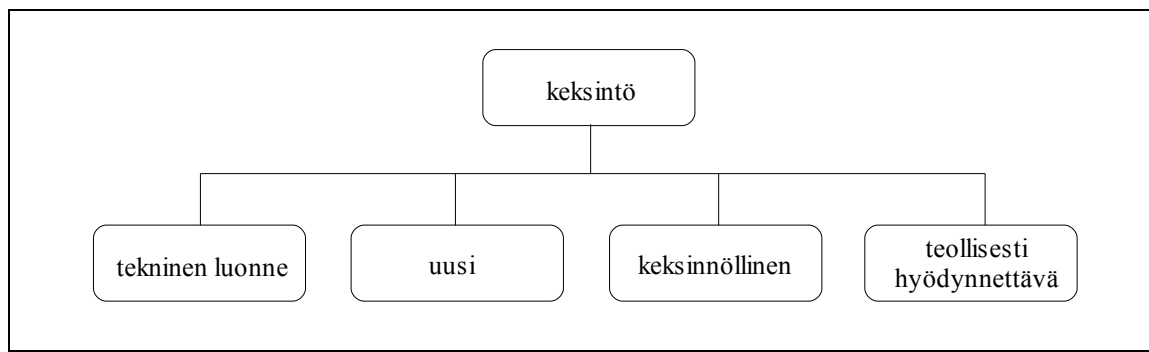 keksintö
tekninen luonne
uusi
keksinnöllinen
teollisesti
hyödynnettävä